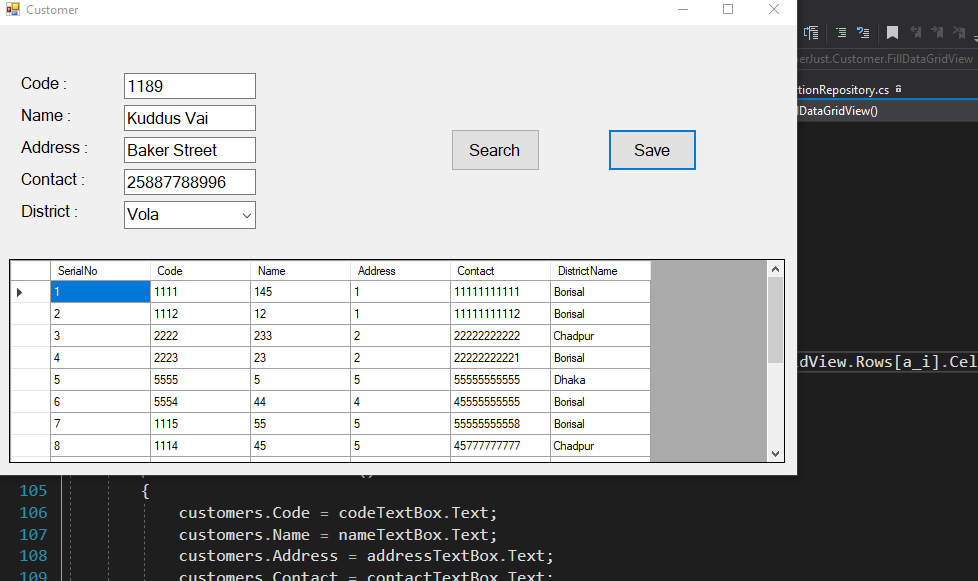 Customer
Code :
1189
Name :
Kuddus Vai
Address :
Baker Street
Contact :
25887788996
District :
Vola
Search
Save
SerialNo Code Name Address Contact DistrictName
1 1111 145 1 11111111111 Borisal
2 1112 12 1 11111111112 Borisal
3 2222 233 2 22222222222 Chadpur
4 2223 23 2 22222222221 Borisal
5 5555 5 5 55555555555 Dhaka
6 5554 44 4 45555555555 Borisal
7 1115 55 5 55555555558 Borisal
8 1114 45 5 45777777777 Chadpur
erJust.Customer.FillDataGridView
tionRepository.cs
lDataGridView()
dView.Rows[a_i].Cel
105 {
106 customers.Code = codeTextBox.Text;
107 customers.Name = nameTextBox.Text;
108 customers.Address = addressTextBox.Text;
109 customers.Contact = contactTextBox.Text;